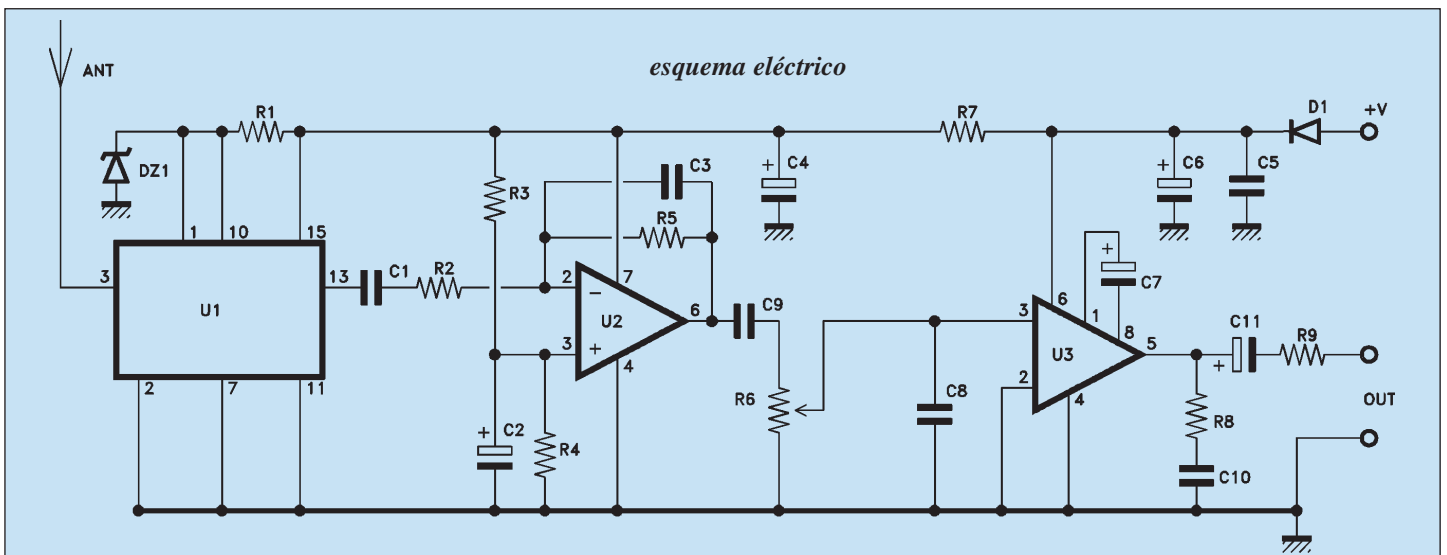 esquema eléctrico
ANT
R1
R7
D1
+V
DZ1
R3
C3
C4
C6
C5
R5
1 10 15
3
U1
13
C1
R2
2
7
U2
6
3
4
C9
3
6
1
C7
8
U3
5
C11
R9
2
4
2 7 11
C2
R4
R6
C8
R8
OUT
C10
+
+
+
+
+
+
−